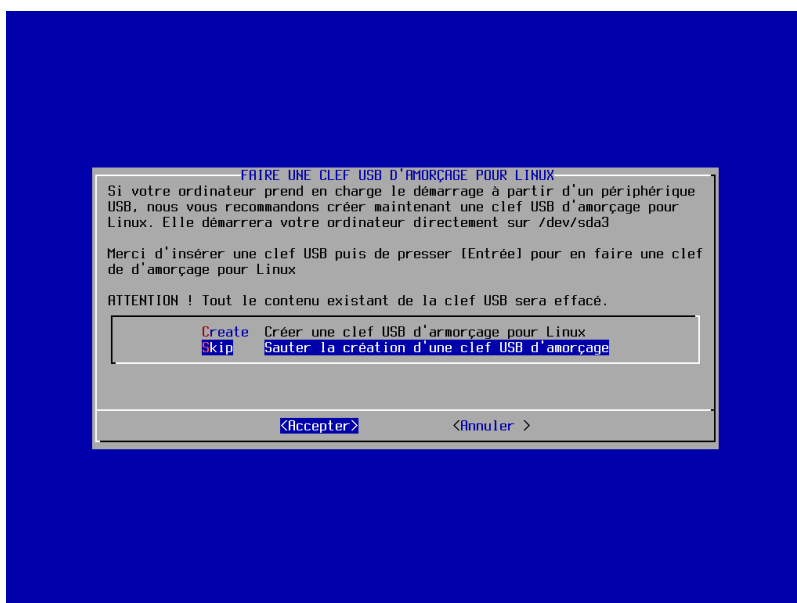 FAIRE UNE CLEF USB D'AMORÇAGE POUR LINUX
Si votre ordinateur prend en charge le démarrage à partir d'un périphérique
USB, nous vous recommandons créer maintenant une clef USB d'amorçage pour
Linux. Elle démarrera votre ordinateur directement sur /dev/sda3
Merci d'insérer une clef USB puis de presser [Entrée] pour en faire une clef
de d'amorçage pour Linux
ATTENTION ! Tout le contenu existant de la clef USB sera effacé.
Create Créer une clef USB d'armorçage pour Linux
Skip Sauter la création d'une clef USB d'amorçage
<Accepter> <Annuler >